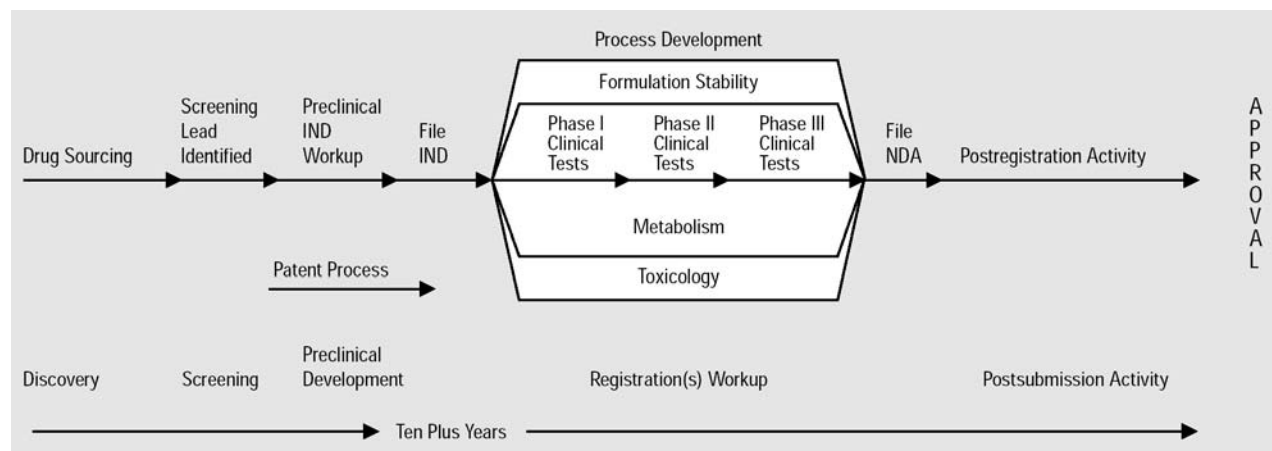 Process Development
Formulation Stability
Screening
Lead
Identified
Preclinical
IND
Workup
File
IND
Phase I
Clinical
Tests
Phase II
Clinical
Tests
Phase III
Clinical
Tests
File
NDA
Drug Sourcing
Postregistration Activity
APPROVAL
Metabolism
Patent Process
Toxicology
Discovery
Screening
Preclinical
Development
Registration(s) Workup
Postsubmission Activity
Ten Plus Years